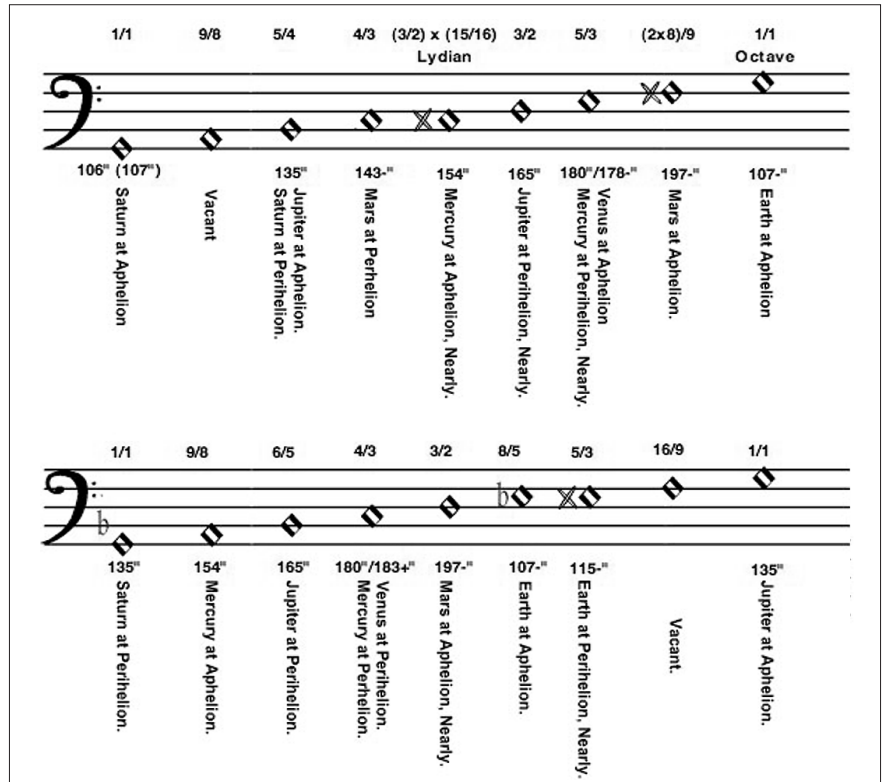 1/1 9/8 5/4 4/3 (3/2) x (15/16) 3/2 5/3 (2x8)/9 1/1
Lydian Octave
106" (107") 135" 143-" 154" 165" 180"/178-" 197-" 107-"
Saturn at Aphelion
Vacant
Jupiter at Aphelion.
Saturn at Perihelion.
Mars at Perhelion
Mercury at Aphelion, Nearly.
Jupiter at Perihelion, Nearly.
Venus at Aphelion
Mercury at Perihelion, Nearly.
Mars at Aphelion.
Earth at Aphelion
1/1 9/8 6/5 4/3 3/2 8/5 5/3 16/9 1/1
135" 154" 165" 180"/183+" 197-" 107-" 115-" 135"
Saturn at Perihelion.
Mercury at Aphelion.
Jupiter at Perihelion.
Venus at Perihelion.
Mercury at Perhelion.
Mars at Aphelion, Nearly.
Earth at Aphelion.
Earth at Perihelion, Nearly.
Vacant.
Jupiter at Aphelion.